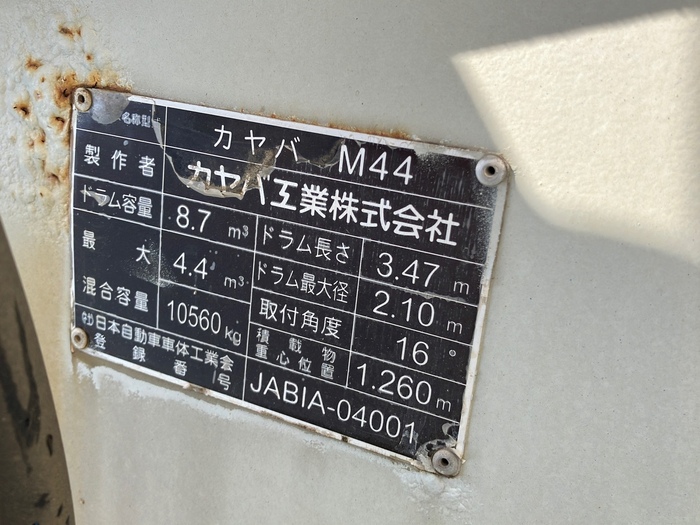 名称型式 カヤバ M44
製作者 カヤバ工業株式会社
ドラム容量 8.7 m³ ドラム長さ 3.47 m
最大 4.4 m³ ドラム最大径 2.10 m
混合容量 10560 kg 取付角度 16 °
(社)日本自動車車体工業会 積載物重心位置 1.260 m
登録番号 JABIA-04001